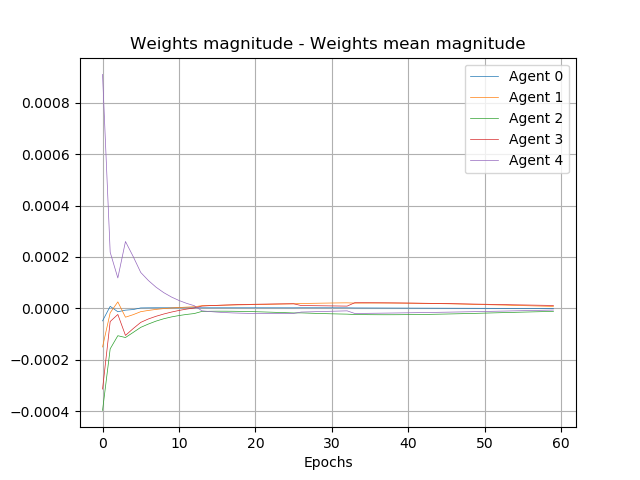 Weights magnitude - Weights mean magnitude
Agent 0
Agent 1
Agent 2
Agent 3
Agent 4
0.0008
0.0006
0.0004
0.0002
0.0000
−0.0002
−0.0004
0 10 20 30 40 50 60
Epochs